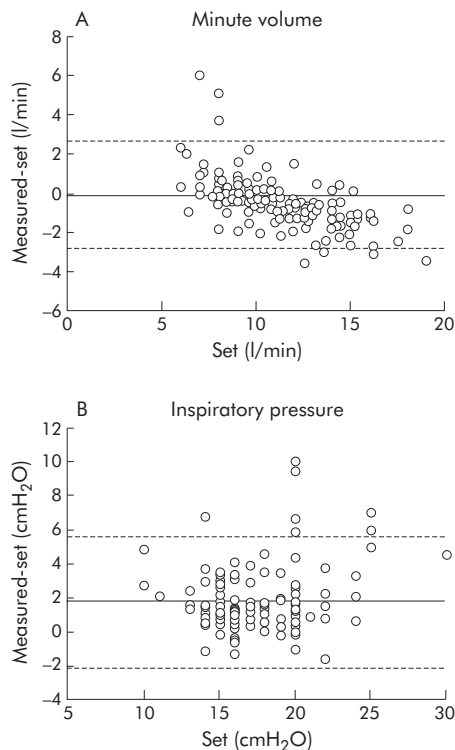 A Minute volume
8
6
4
2
0
–2
–4
–6
Measured-set (l/min)
0 5 10 15 20
Set (l/min)
B Inspiratory pressure
12
10
8
6
4
2
0
–2
–4
–6
Measured-set (cmH2O)
5 10 15 20 25 30
Set (cmH2O)